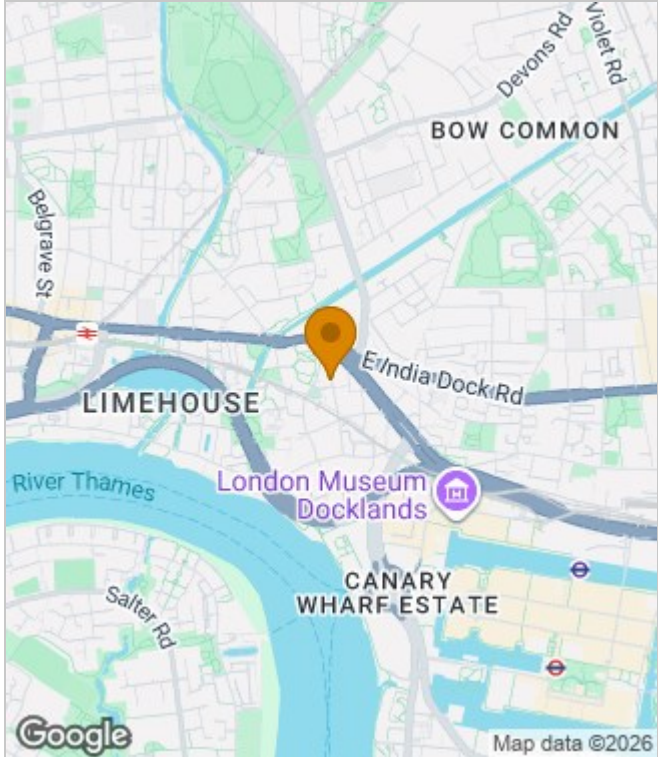 Devons Rd
Violet Rd
BOW COMMON
Belgrave St
E India Dock Rd
LIMEHOUSE
River Thames
London Museum
Docklands
CANARY
WHARF ESTATE
Salter Rd
Google
Map data ©2026